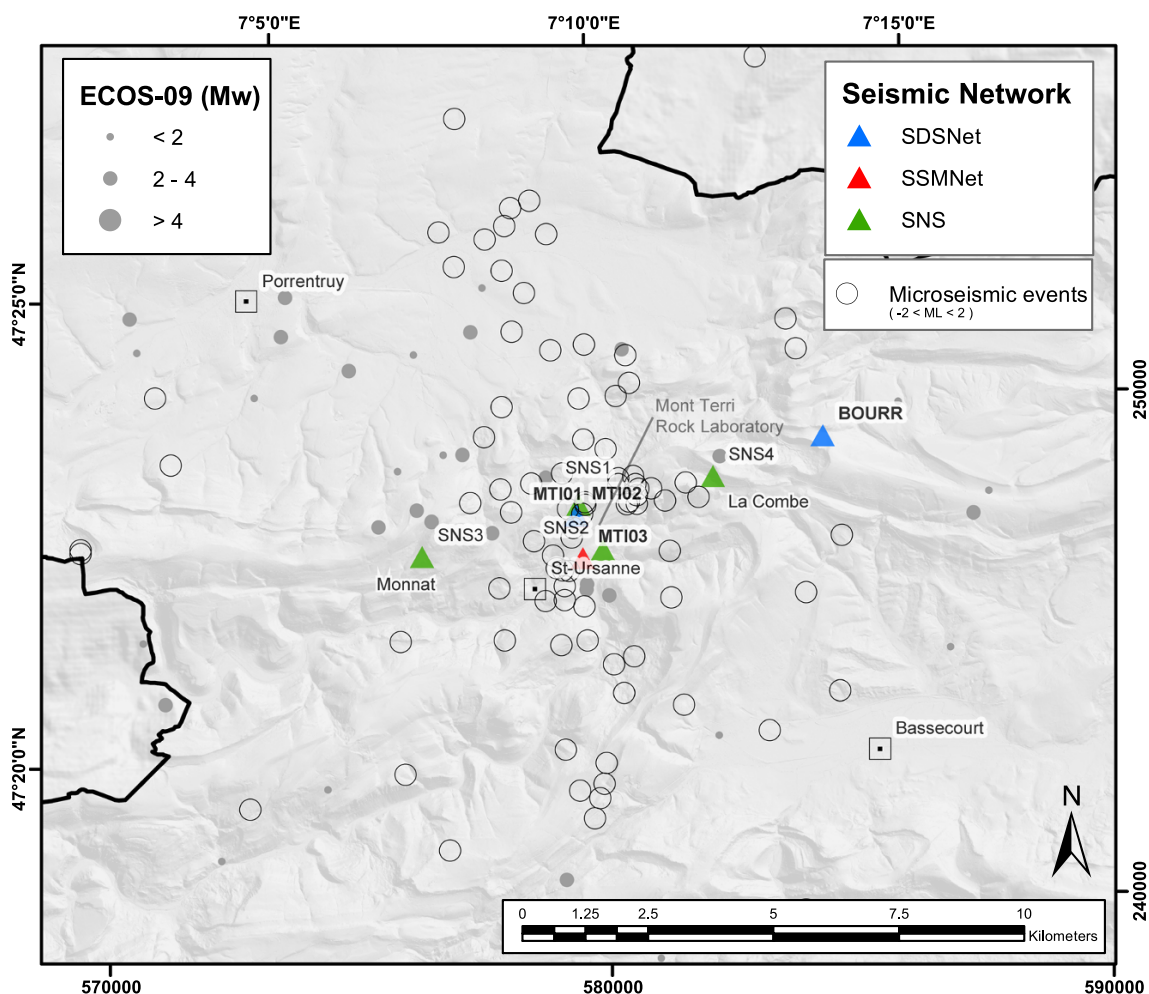 7°5'0"E
7°10'0"E
7°15'0"E
ECOS-09 (Mw)
< 2
2 - 4
> 4
Seismic Network
SDSNet
SSMNet
SNS
Microseismic events
( -2 < ML < 2 )
47°25'0"N
Porrentruy
250000
Mont Terri
Rock Laboratory
BOURR
SNS4
SNS1
La Combe
MTI01
MTI02
SNS2
SNS3
MTI03
St-Ursanne
Monnat
Bassecourt
47°20'0"N
N
240000
0
1.25
2.5
5
7.5
10
Kilometers
570000
580000
590000